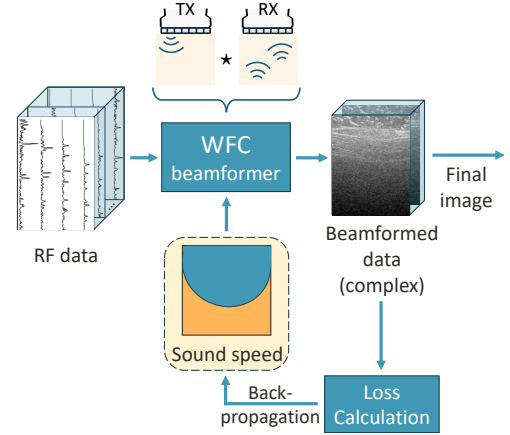 TX
RX
WFC
beamformer
RF data
Final
image
Beamformed
data
(complex)
Sound speed
Back-
propagation
Loss
Calculation